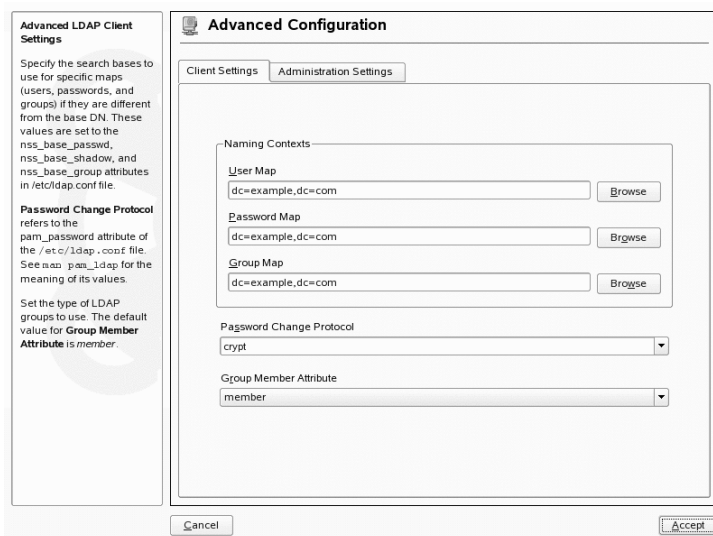 Advanced LDAP Client
Settings
Specify the search bases to
use for specific maps
(users, passwords, and
groups) if they are different
from the base DN. These
values are set to the
nss_base_passwd,
nss_base_shadow, and
nss_base_group attributes
in /etc/ldap.conf file.
Password Change Protocol
refers to the
pam_password attribute of
the /etc/ldap.conf file.
See man pam_ldap for the
meaning of its values.
Set the type of LDAP
groups to use. The default
value for Group Member
Attribute is member.
Advanced Configuration
Client Settings
Administration Settings
Naming Contexts
User Map
dc=example,dc=com
Browse
Password Map
dc=example,dc=com
Browse
Group Map
dc=example,dc=com
Browse
Password Change Protocol
crypt
Group Member Attribute
member
Cancel
Accept